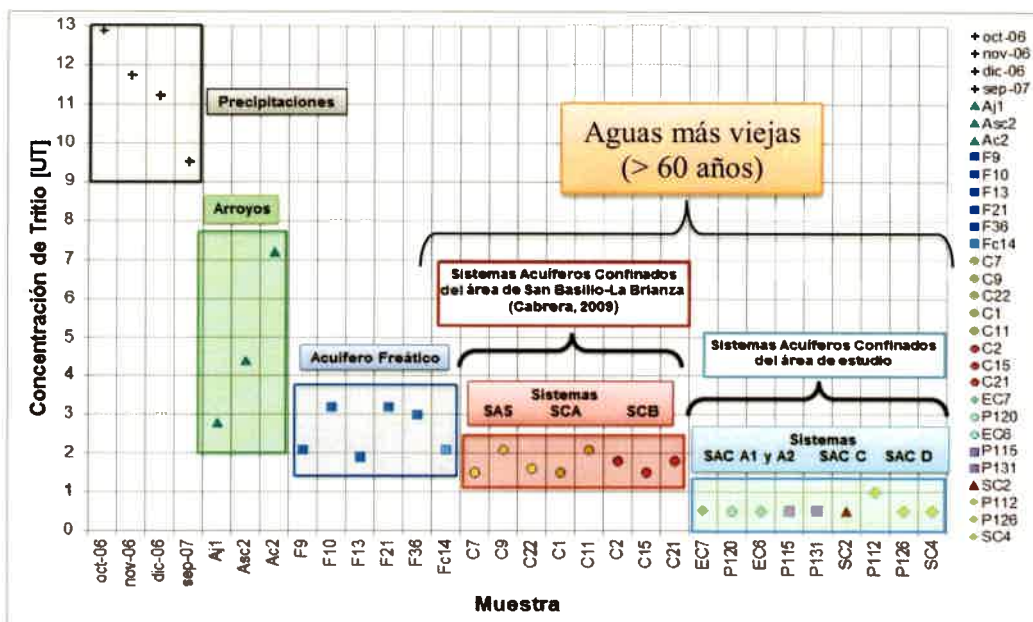 Concentración de Tritio [UT]
13
12
11
10
9
8
7
6
5
4
3
2
1
0
Precipitaciones
Arroyos
Acuífero Freático
Aguas más viejas
(> 60 años)
Sistemas Acuíferos Confinados
del área de San Basilio-La Brianza
(Cabrera, 2009)
Sistemas
SAS SCA SCB
Sistemas Acuíferos Confinados
del área de estudio
Sistemas
SAC A1 y A2 SAC C SAC D
oct-06 nov-06 dic-06 sep-07 Aj1 Asc2 Ac2 F9 F10 F13 F21 F36 Fc14 C7 C9 C22 C1 C11 C2 C15 C21 EC7 P120 EC6 P115 P131 SC2 P112 P126 SC4
Muestra
oct-06
nov-06
dic-06
sep-07
Aj1
Asc2
Ac2
F9
F10
F13
F21
F36
Fc14
C7
C9
C22
C1
C11
C2
C15
C21
EC7
P120
EC6
P115
P131
SC2
P112
P126
SC4